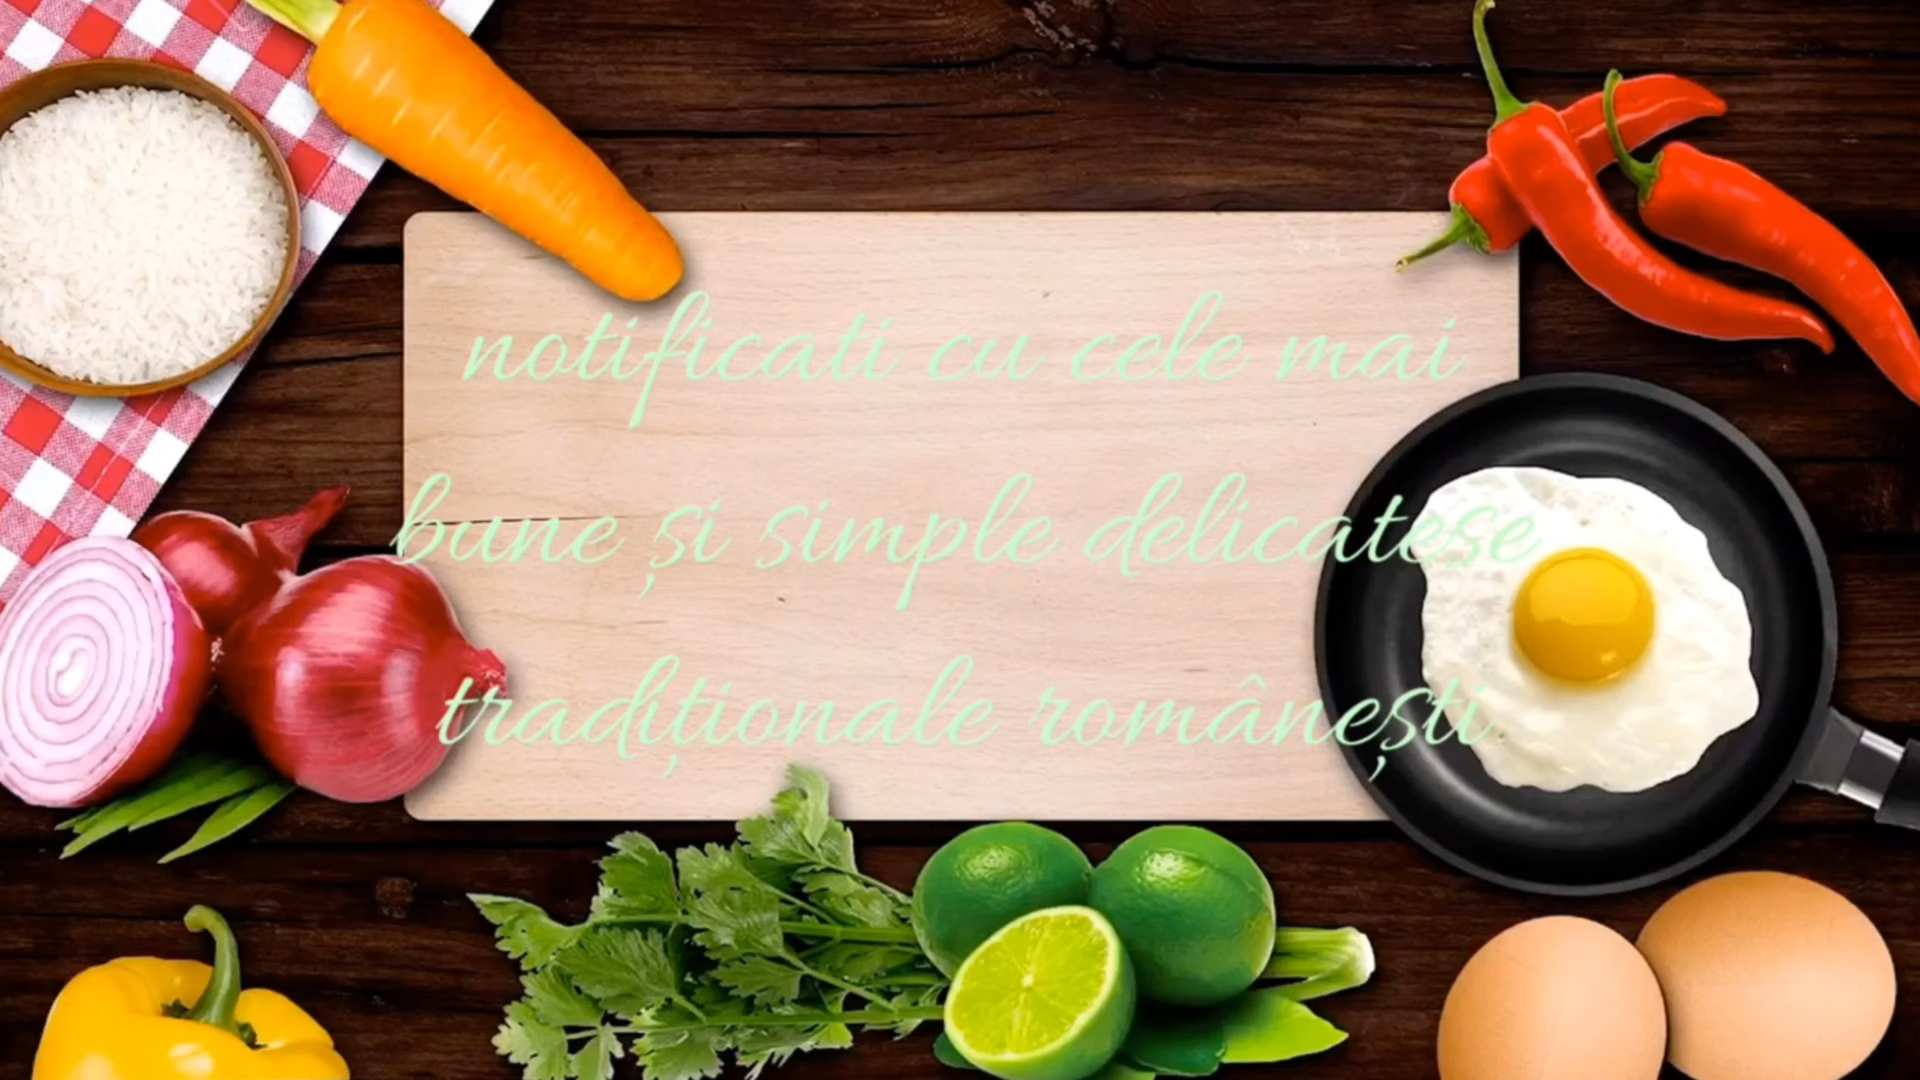 notificati cu cele mai
bune și simple delicatese
tradiționale românești